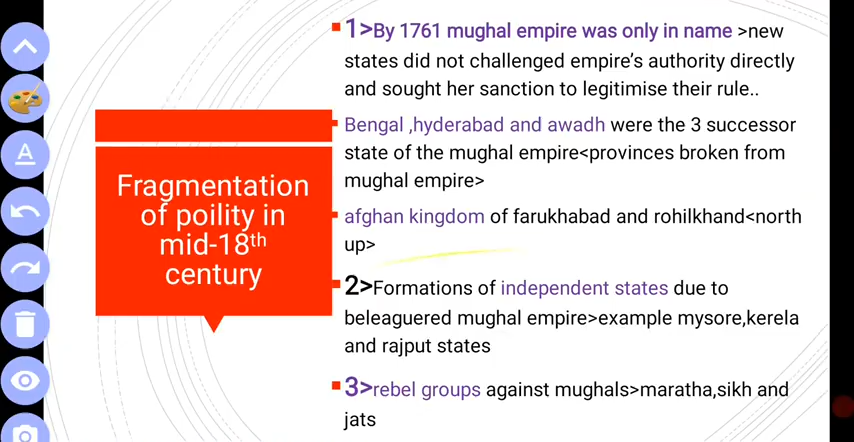 Fragmentation
of poility in
mid-18th
century
1>By 1761 mughal empire was only in name >new
states did not challenged empire's authority directly
and sought her sanction to legitimise their rule..
Bengal ,hyderabad and awadh were the 3 successor
state of the mughal empire<provinces broken from
mughal empire>
afghan kingdom of farukhabad and rohilkhand<north
up>
2>Formations of independent states due to
beleaguered mughal empire>example mysore,kerela
and rajput states
3>rebel groups against mughals>maratha,sikh and
jats